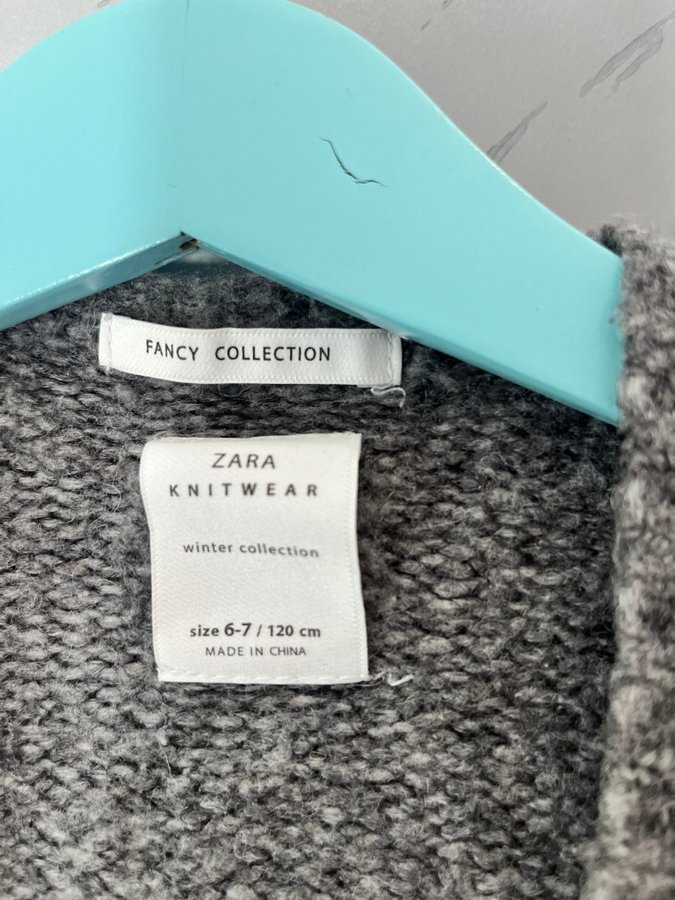 FANCY COLLECTION
ZARA
KNITWEAR
winter collection
size 6-7 / 120 cm
MADE IN CHINA